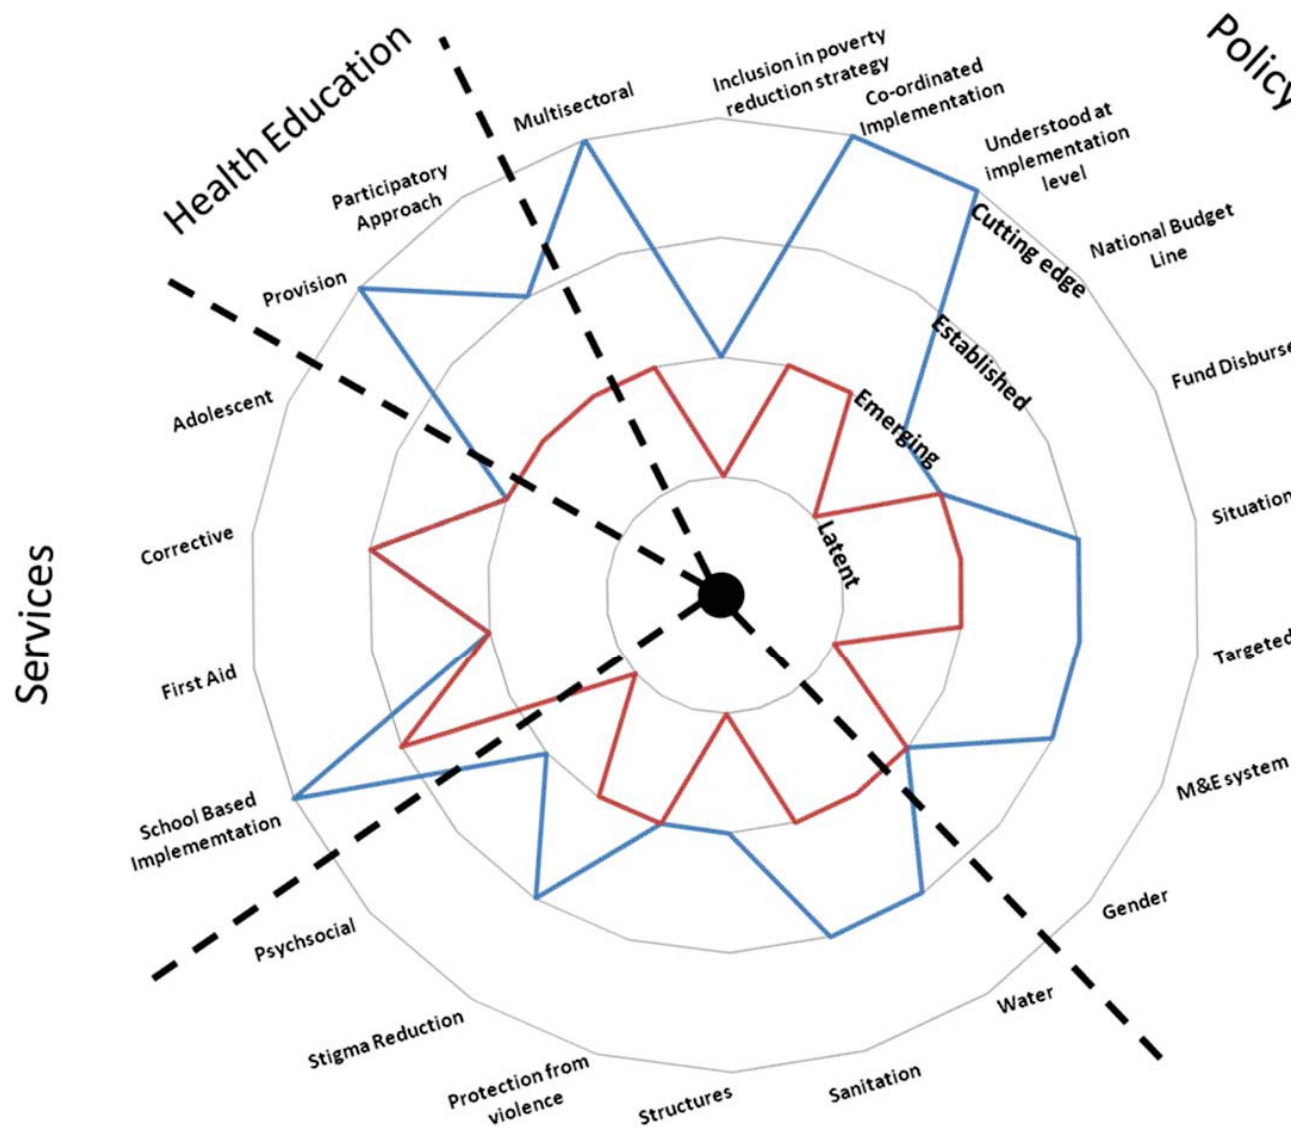 Health Education
Policy
Multisectoral
Inclusion in poverty
reduction strategy
Co-ordinated
Implementation
Understood at
implementation
level
National Budget
Line
Fund Disburse
Situation
Targeted
M&E system
Gender
Water
Sanitation
Structures
Protection from
violence
Stigma Reduction
Psychsocial
School Based
Implememtation
First Aid
Corrective
Adolescent
Provision
Participatory
Approach
Services
Cutting edge
Established
Emerging
Latent